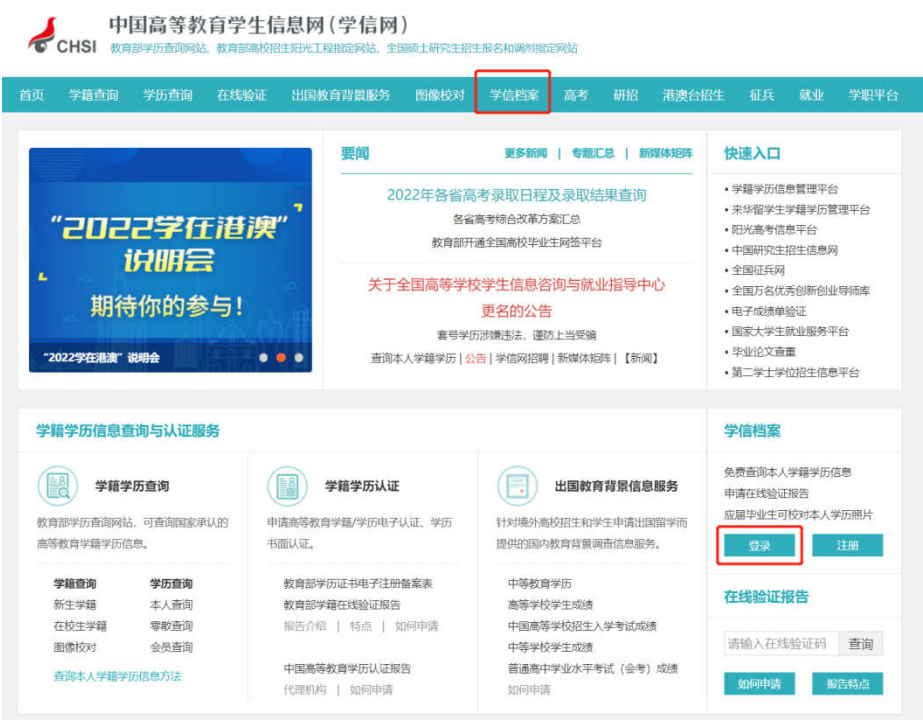 中国高等教育学生信息网(学信网)
CHSI 教育部学历查询网站、教育部高校招生阳光工程指定网站、全国硕士研究生招生报名和调剂指定网站
首页 学籍查询 学历查询 在线验证 出国教育背景服务 图像校对 学信档案 高考 研招 港澳台招生 征兵 就业 学职平台
“2022学在港澳”
说明会
期待你的参与!
“2022学在港澳”说明会
要闻 更多新闻 | 专题汇总 | 新媒体矩阵
2022年各省高考录取日程及录取结果查询
各省高考综合改革方案汇总
教育部开通全国高校毕业生网签平台
关于全国高等学校学生信息咨询与就业指导中心
更名的公告
套号学历涉嫌违法,谨防上当受骗
查询本人学籍学历 | 公告 | 学信网招聘 | 新媒体矩阵 | 【新闻】
快速入口
• 学籍学历信息管理平台
• 来华留学生学籍学历管理平台
• 阳光高考信息平台
• 中国研究生招生信息网
• 全国征兵网
• 全国万名优秀创新创业导师库
• 电子成绩单验证
• 国家大学生就业服务平台
• 毕业论文查重
• 第二学士学位招生信息平台
学籍学历信息查询与认证服务
学籍学历查询
教育部学历查询网站,可查询国家承认的
高等教育学籍学历信息。
学籍查询 学历查询
新生学籍 本人查询
在校生学籍 零散查询
图像校对 会员查询
查询本人学籍学历信息方法
学籍学历认证
申请高等教育学籍/学历电子认证、学历
书面认证。
教育部学历证书电子注册备案表
教育部学籍在线验证报告
报告介绍 | 特点 | 如何申请
中国高等教育学历认证报告
代理机构 | 如何申请
出国教育背景信息服务
针对境外高校招生和学生申请出国留学而
提供的国内教育背景调查信息服务。
中等教育学历
高等学校学生成绩
中国高等学校招生入学考试成绩
中等学校学生成绩
普通高中学业水平考试(会考)成绩
如何申请
学信档案
免费查询本人学籍学历信息
申请在线验证报告
应届毕业生可校对本人学历照片
登录 注册
在线验证报告
请输入在线验证码 查询
如何申请 报告特点